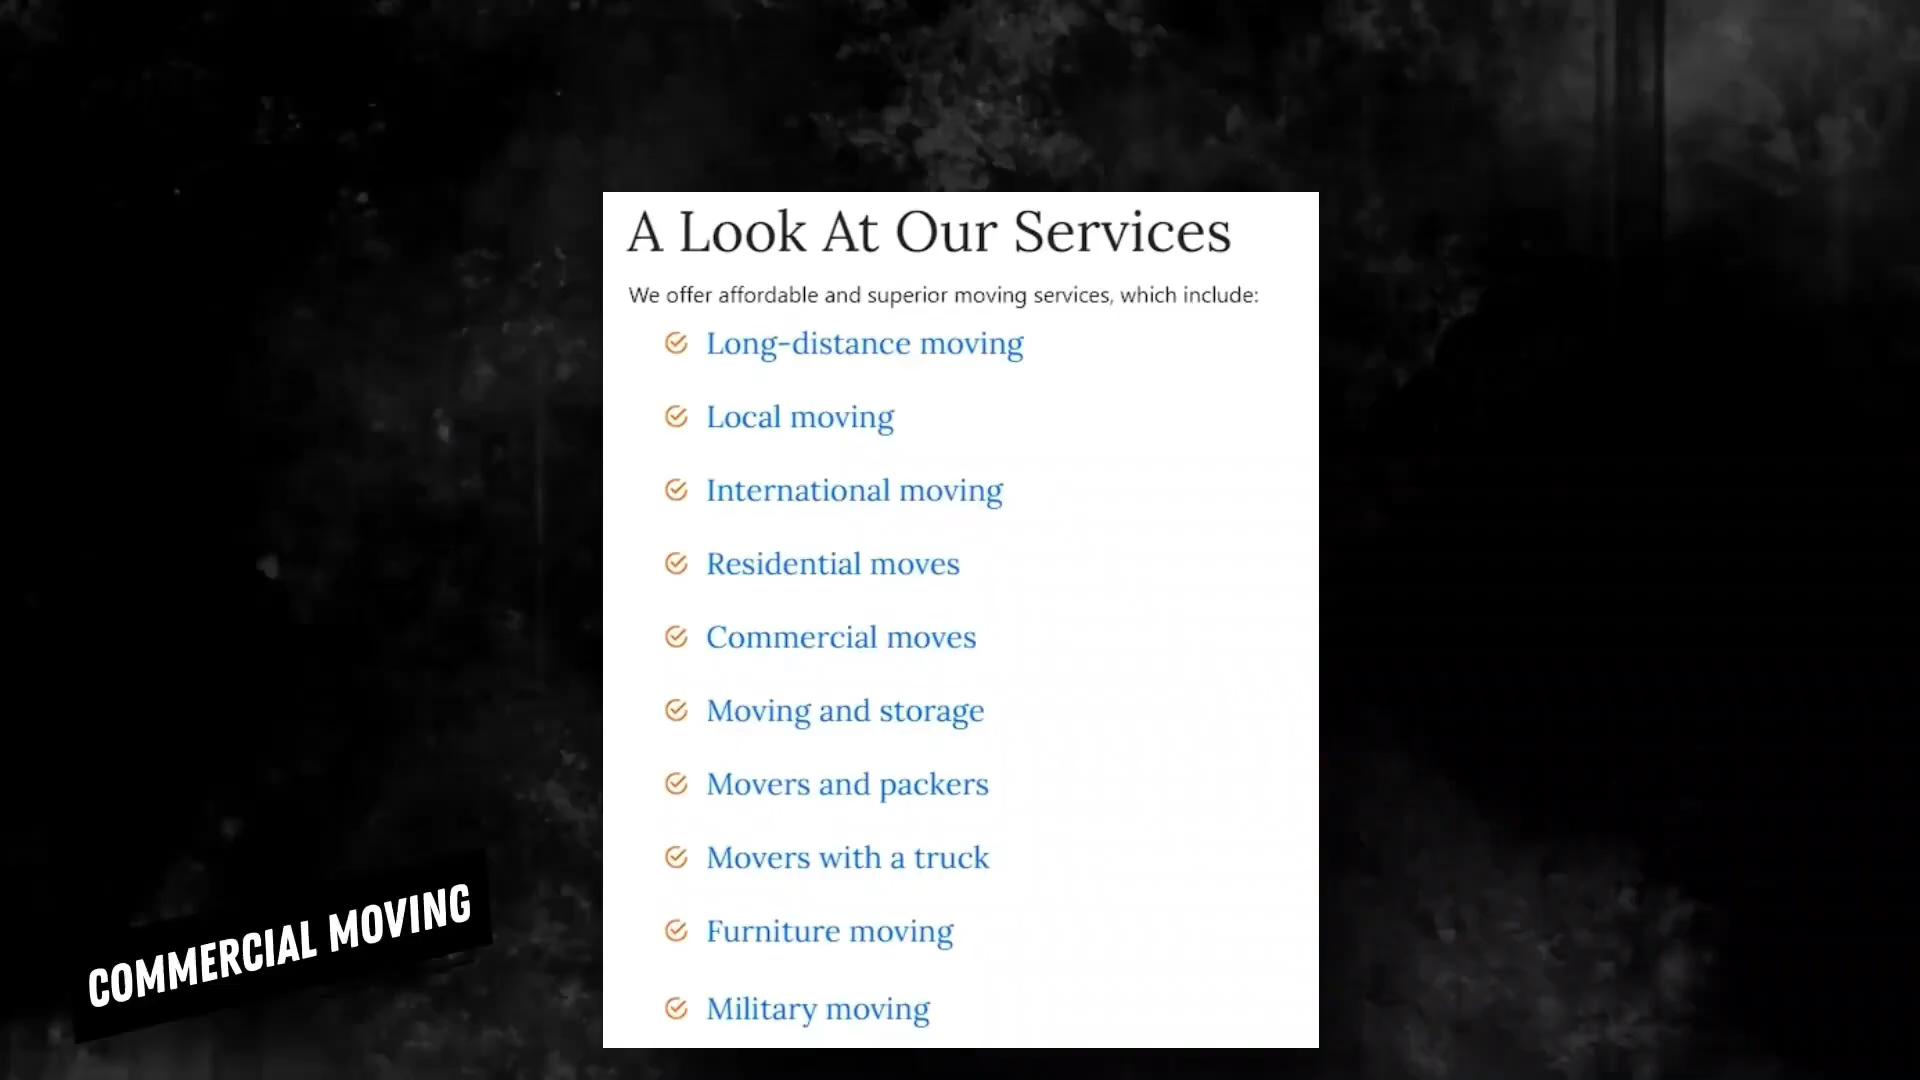 A Look At Our Services
We offer affordable and superior moving services, which include:
Long-distance moving
Local moving
International moving
Residential moves
Commercial moves
Moving and storage
Movers and packers
Movers with a truck
Furniture moving
Military moving
COMMERCIAL MOVING